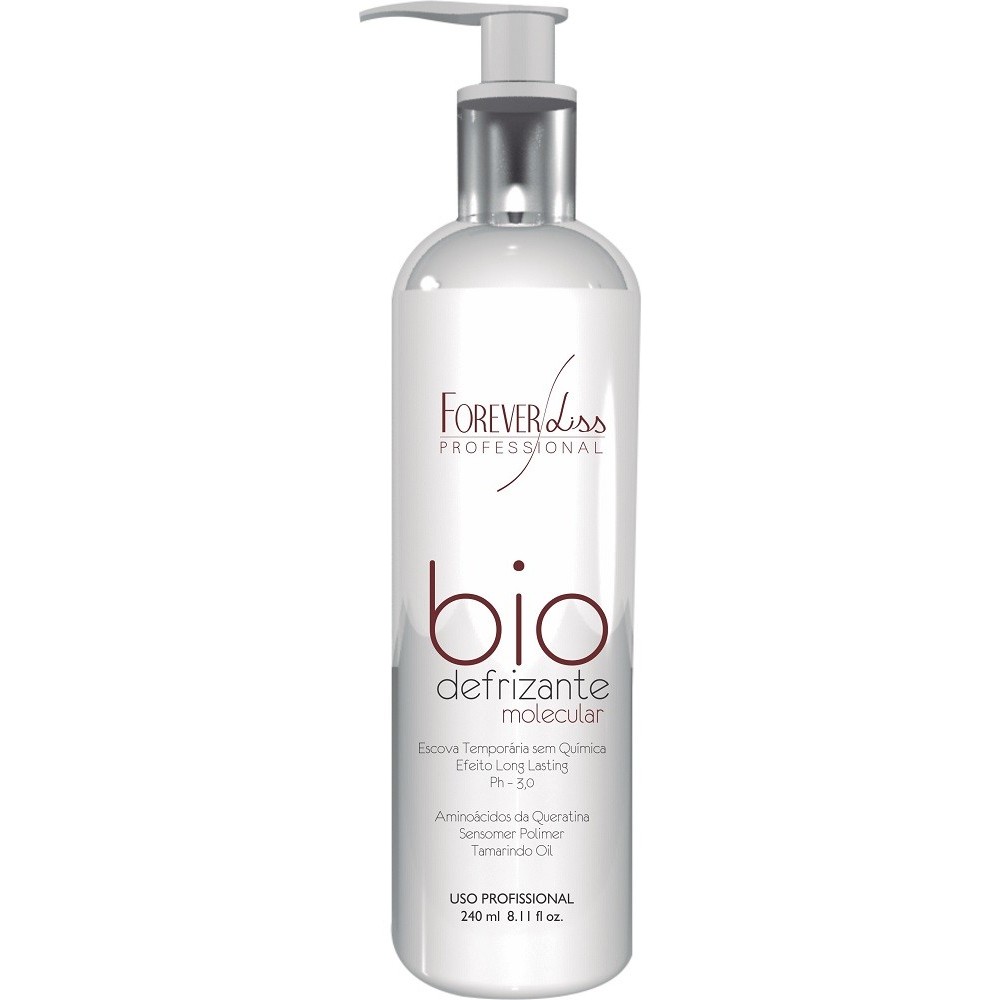 FOREVER Liss
PROFESSIONAL
bio
defrizante
molecular
Escova Temporária sem Química
Efeito Long Lasting
Ph - 3,0
Aminoácidos da Queratina
Sensomer Polimer
Tamarindo Oil
USO PROFISSIONAL
240 ml 8.11 fl oz.